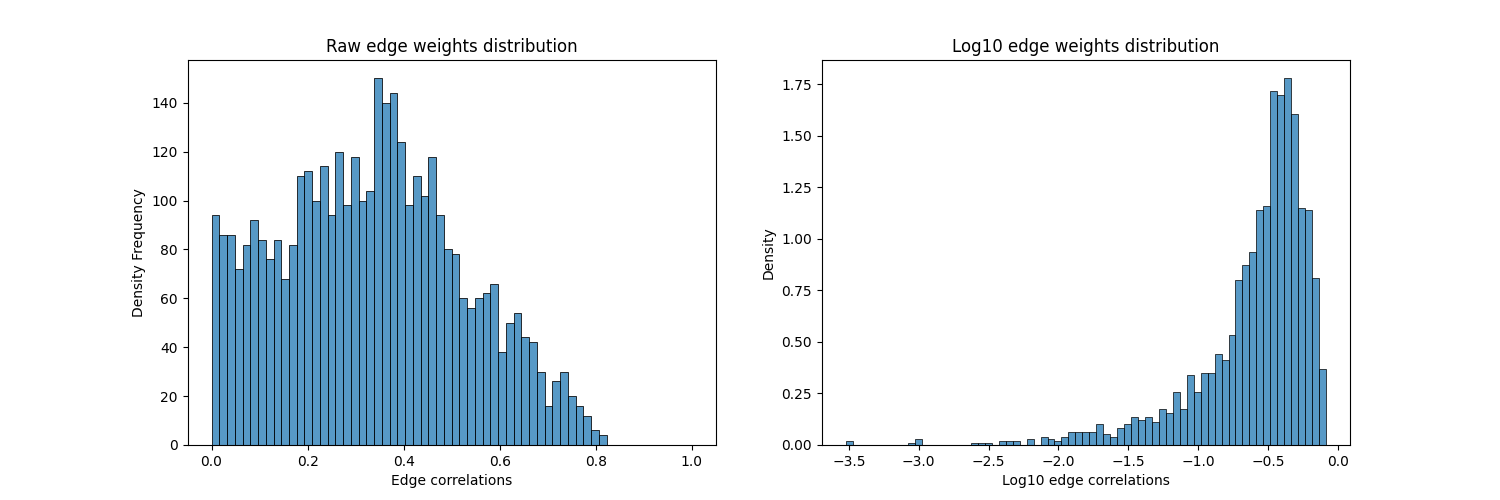 Raw edge weights distribution
Density Frequency
140
120
100
80
60
40
20
0
0.0 0.2 0.4 0.6 0.8 1.0
Edge correlations
Log10 edge weights distribution
Density
1.75
1.50
1.25
1.00
0.75
0.50
0.25
0.00
−3.5 −3.0 −2.5 −2.0 −1.5 −1.0 −0.5 0.0
Log10 edge correlations